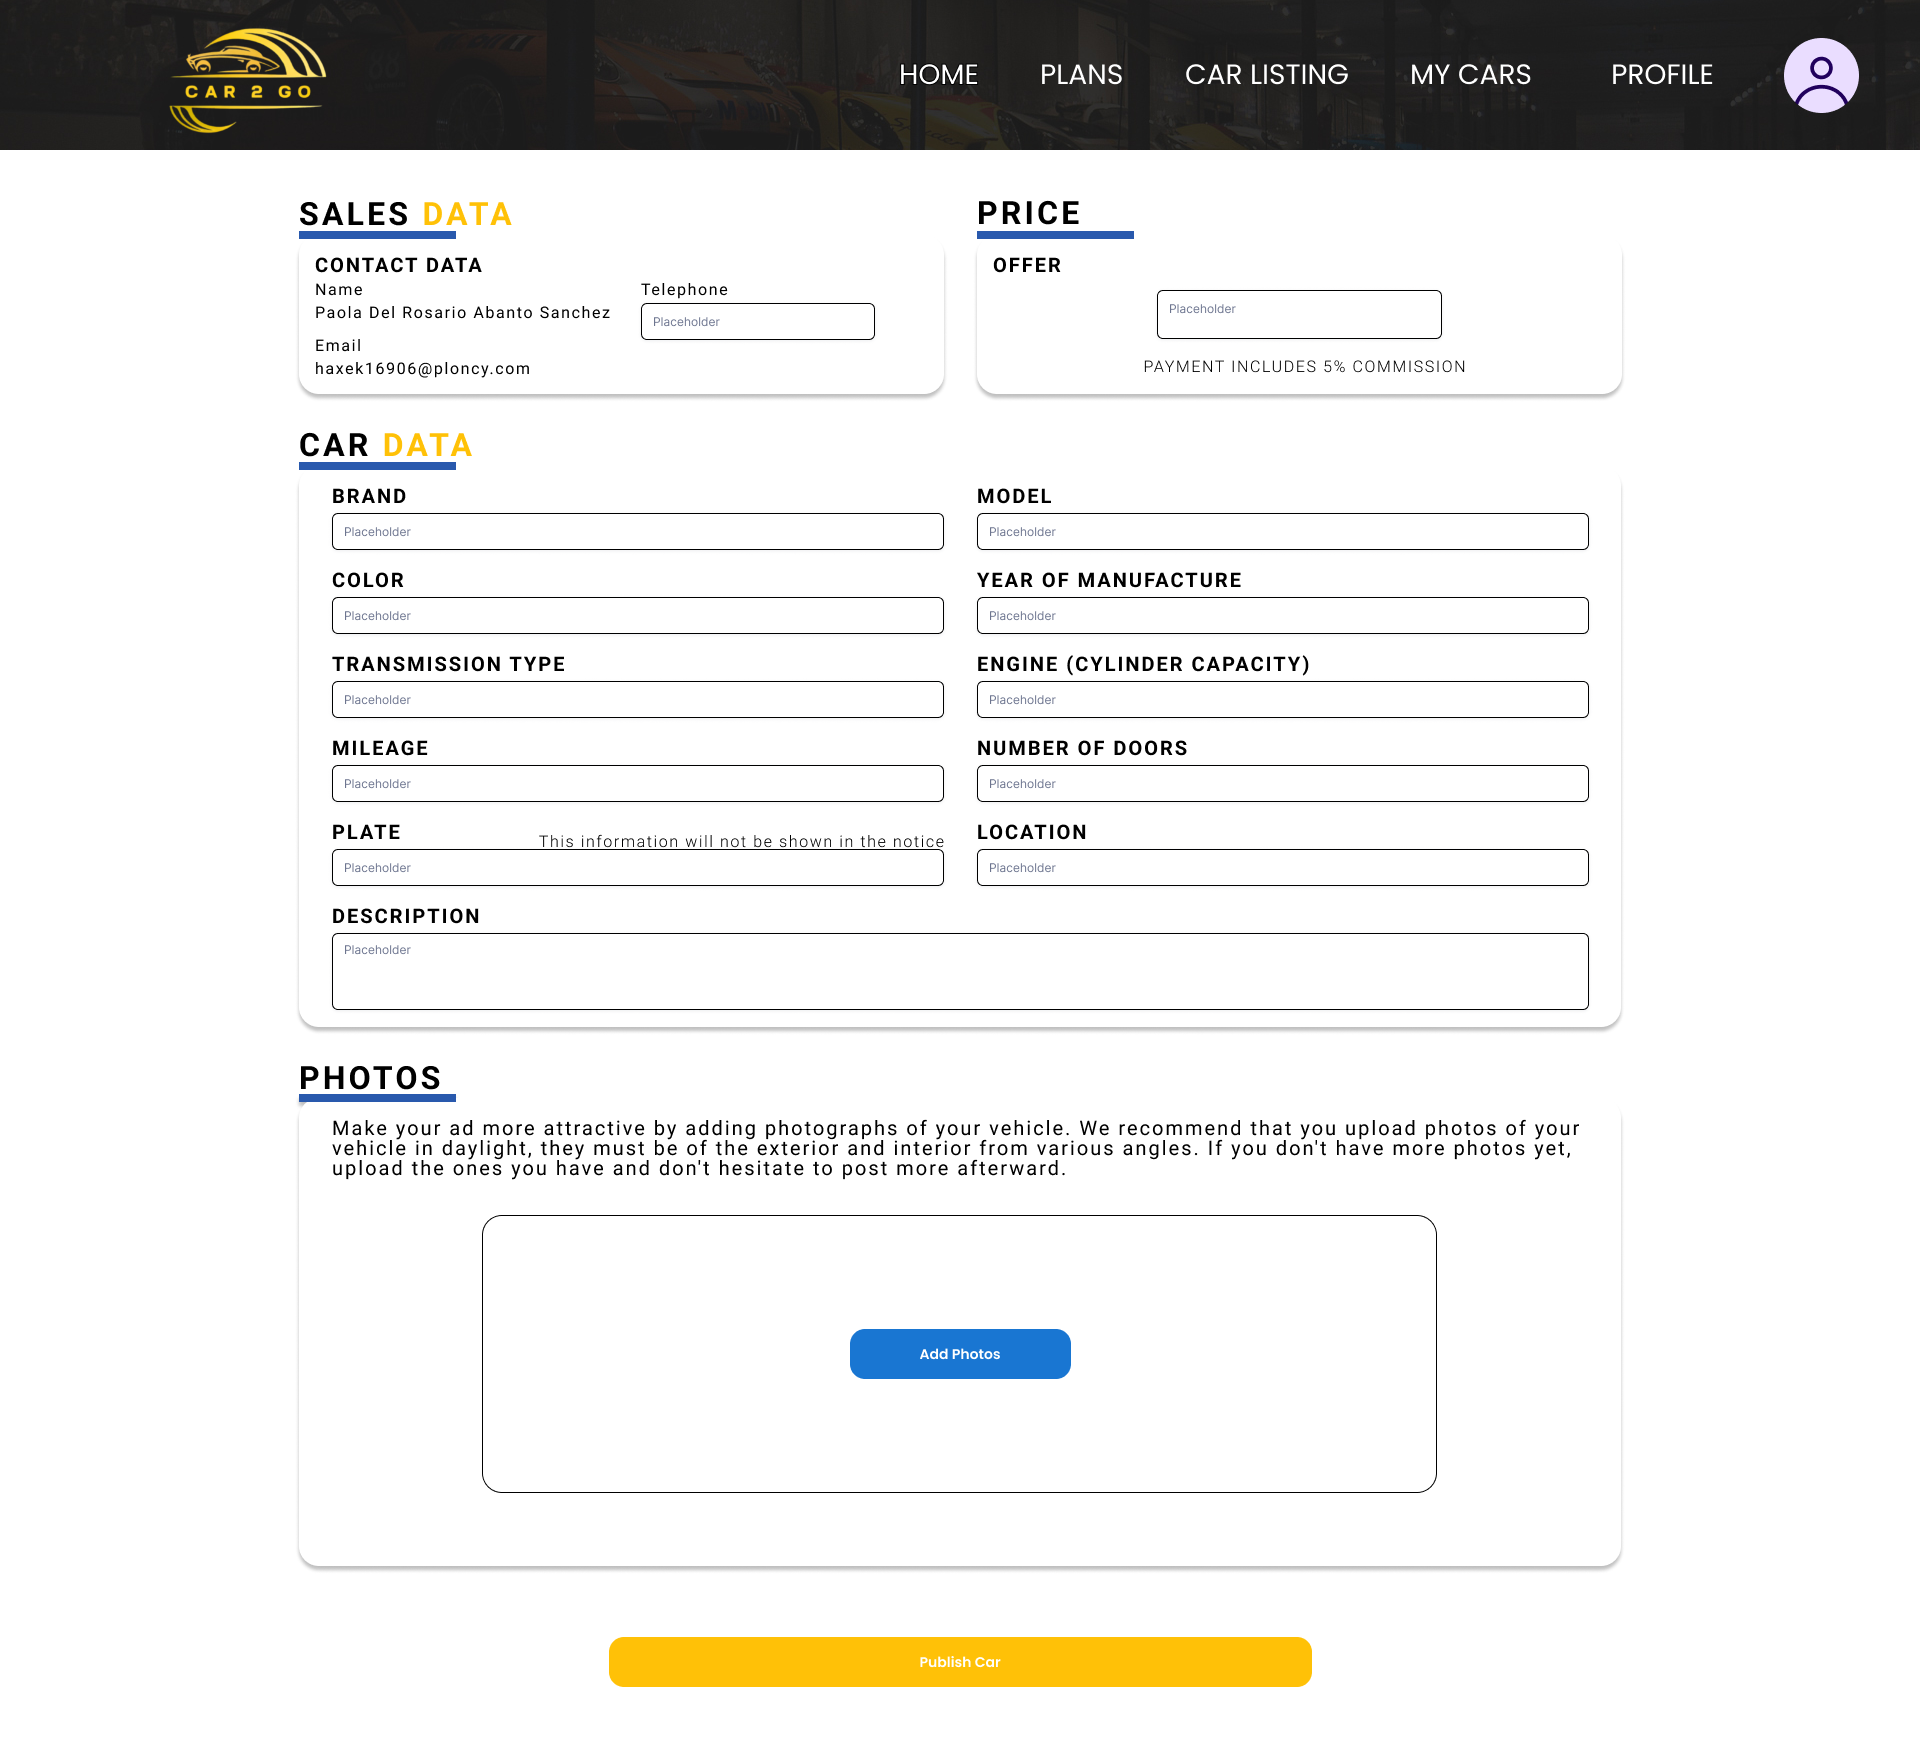 CAR 2 GO
HOME PLANS CAR LISTING MY CARS PROFILE
SALES DATA
CONTACT DATA
Name
Paola Del Rosario Abanto Sanchez
Email
haxek16906@ploncy.com
Telephone
Placeholder
PRICE
OFFER
Placeholder
PAYMENT INCLUDES 5% COMMISSION
CAR DATA
BRAND
Placeholder
MODEL
Placeholder
COLOR
Placeholder
YEAR OF MANUFACTURE
Placeholder
TRANSMISSION TYPE
Placeholder
ENGINE (CYLINDER CAPACITY)
Placeholder
MILEAGE
Placeholder
NUMBER OF DOORS
Placeholder
PLATE
This information will not be shown in the notice
Placeholder
LOCATION
Placeholder
DESCRIPTION
Placeholder
PHOTOS
Make your ad more attractive by adding photographs of your vehicle. We recommend that you upload photos of your
vehicle in daylight, they must be of the exterior and interior from various angles. If you don't have more photos yet,
upload the ones you have and don't hesitate to post more afterward.
Add Photos
Publish Car